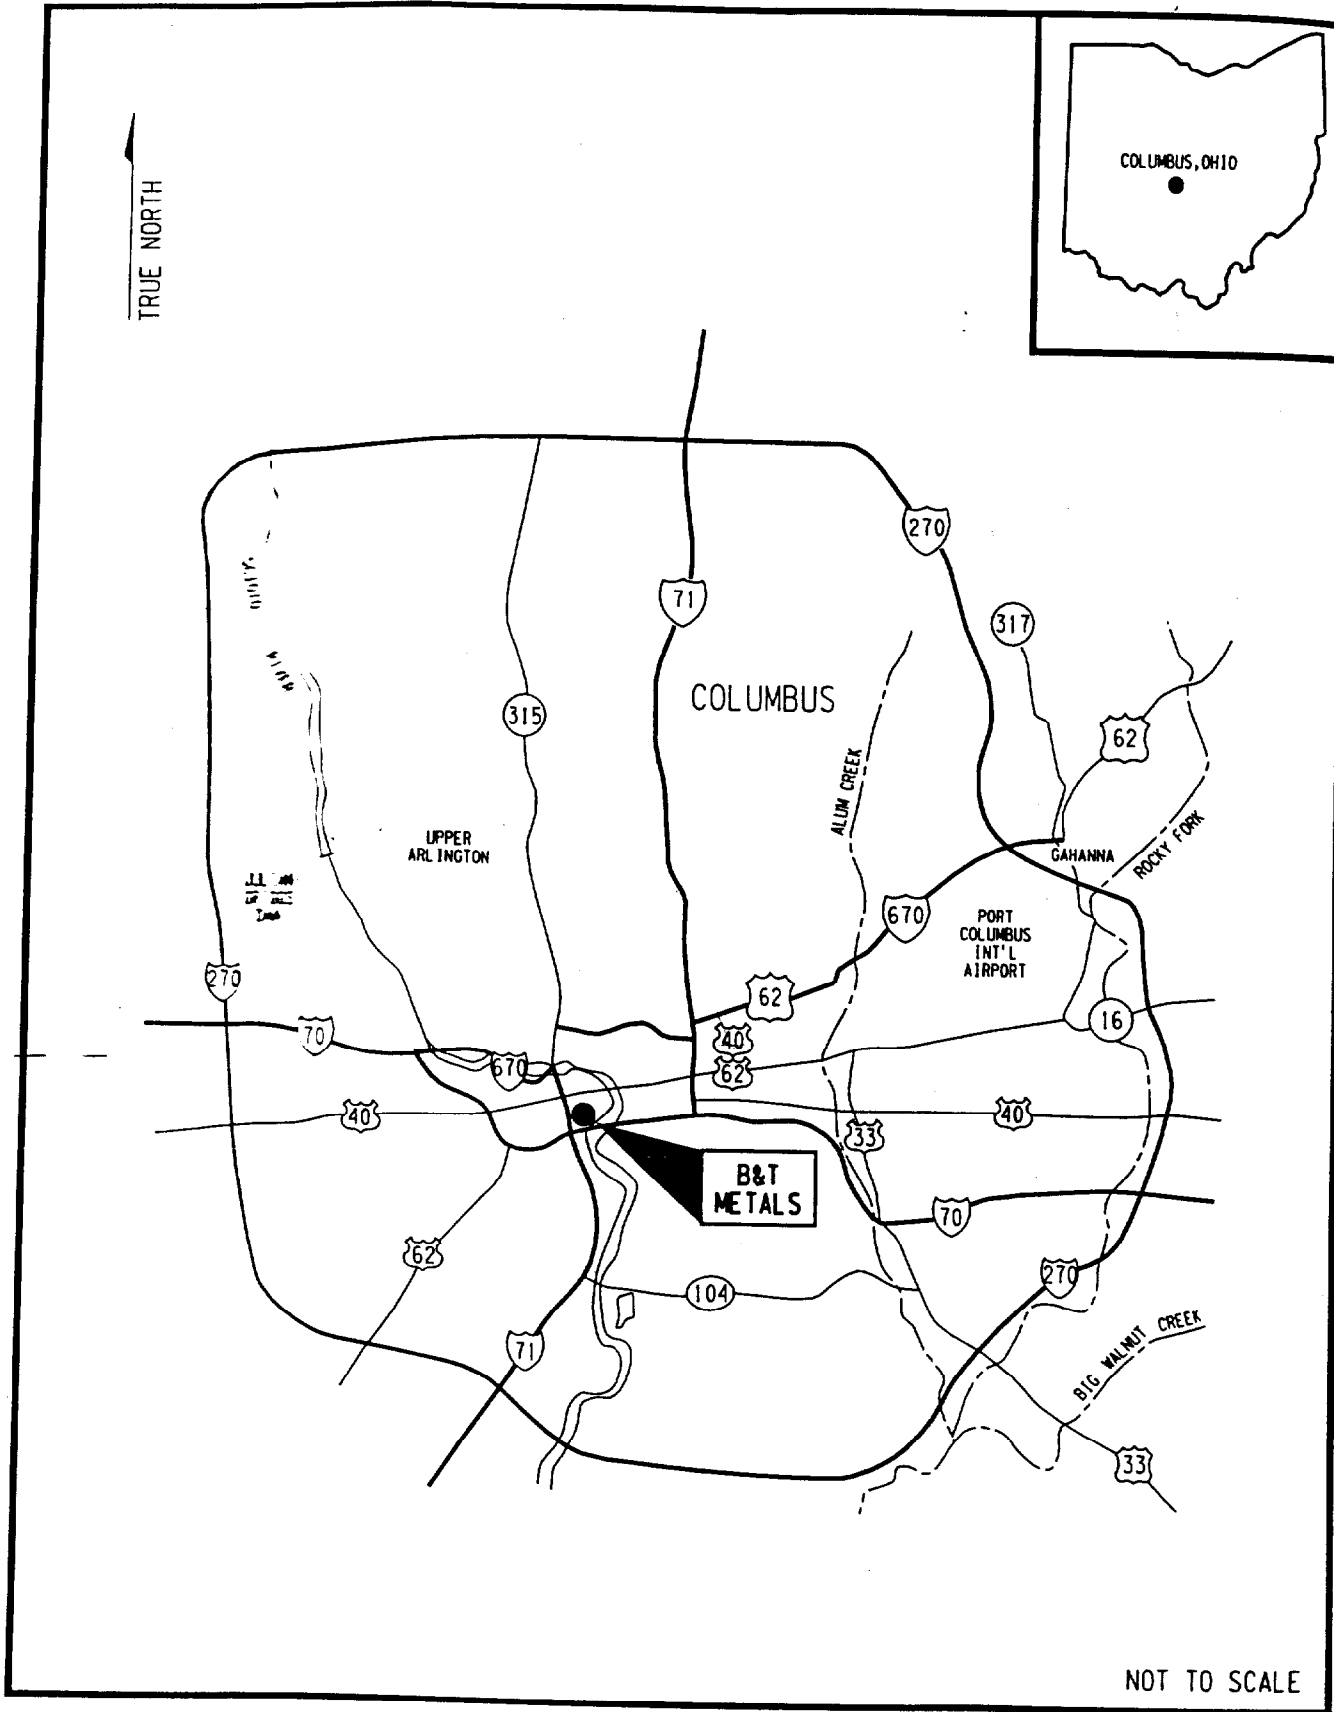 COLUMBUS,OHIO
TRUE NORTH
270
71
317
COLUMBUS
315
62
ALUM CREEK
UPPER
ARLINGTON
ROCKY FORK
GAHANNA
670
PORT
COLUMBUS
INT'L
AIRPORT
270
62
16
70
40
670
62
40
40
33
B&T
METALS
70
62
270
104
71
BIG WALNUT CREEK
33
NOT TO SCALE